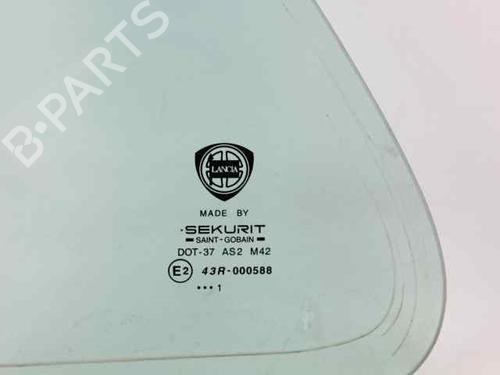 B-PARTS
LANCIA
MADE BY
SEKURIT
SAINT-GOBAIN
DOT-37 AS2 M42
E2 43R-000588
••• 1